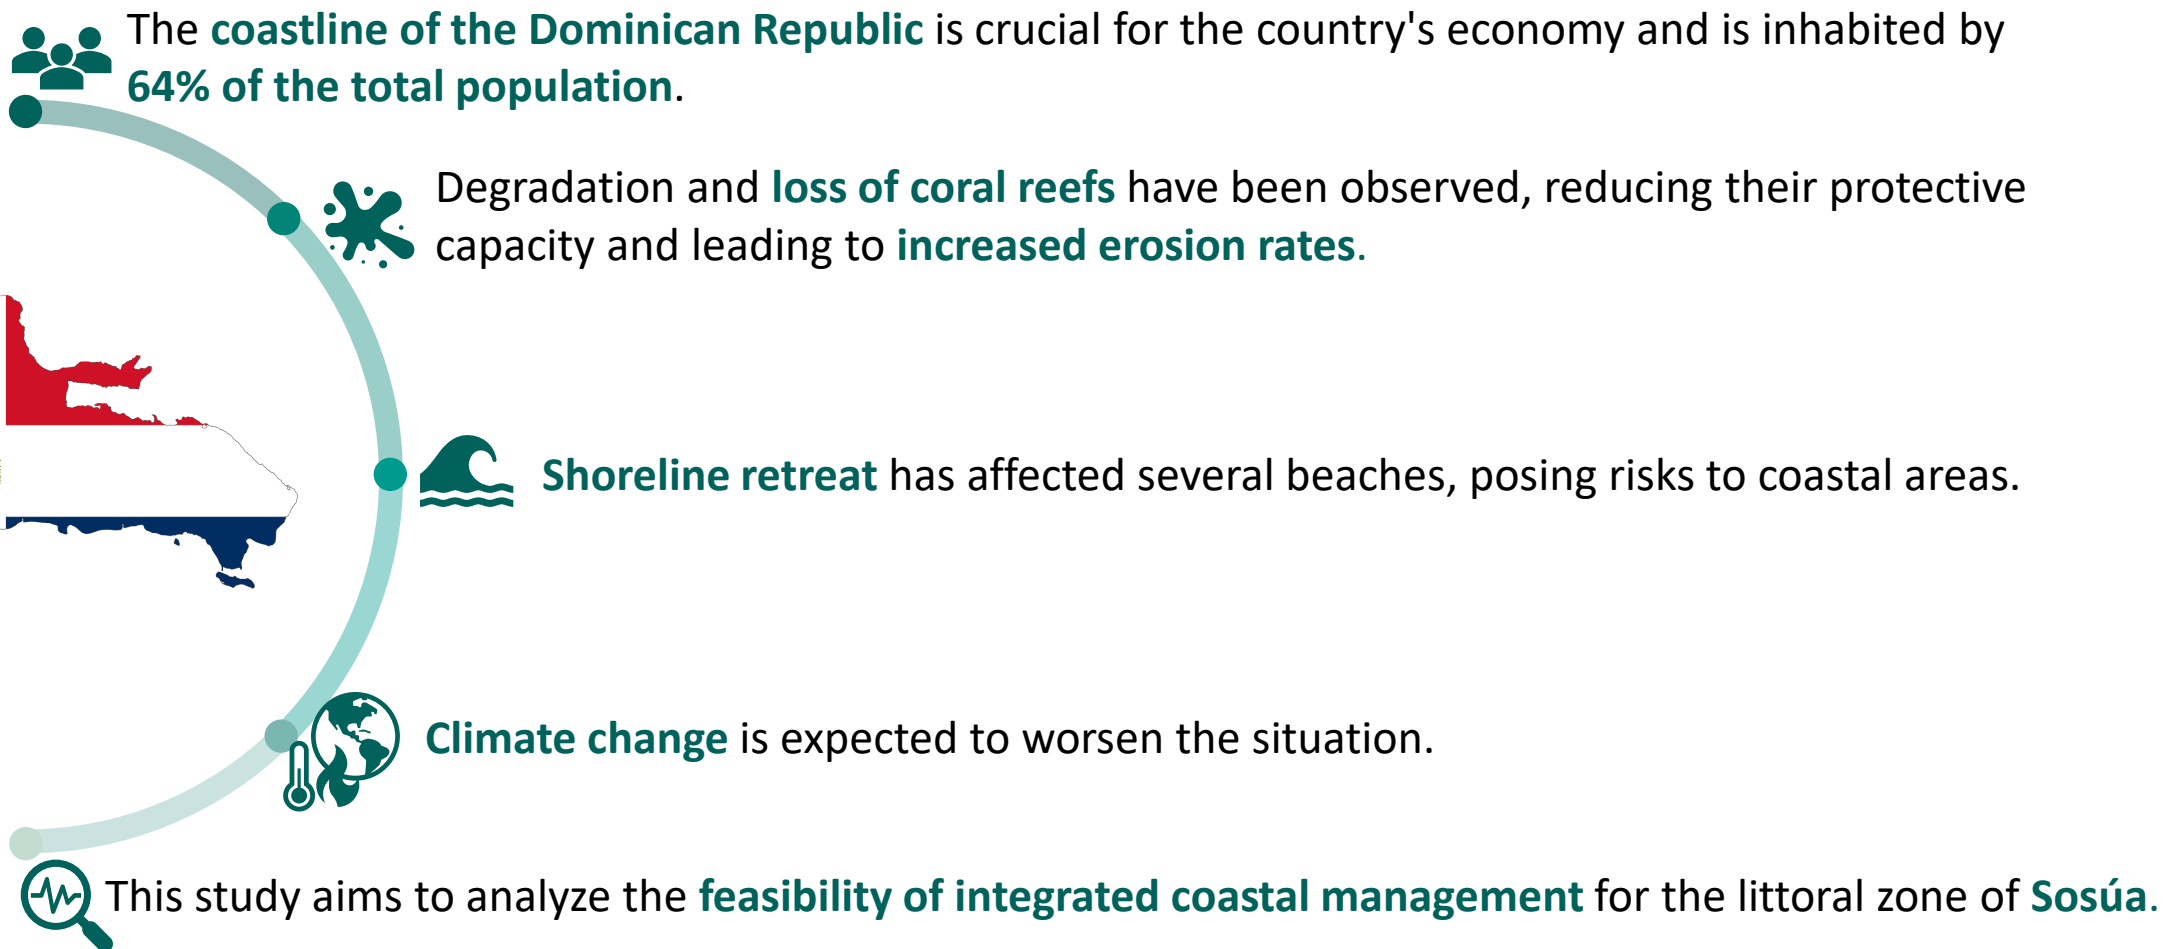 The coastline of the Dominican Republic is crucial for the country's economy and is inhabited by
64% of the total population.
Degradation and loss of coral reefs have been observed, reducing their protective
capacity and leading to increased erosion rates.
Shoreline retreat has affected several beaches, posing risks to coastal areas.
Climate change is expected to worsen the situation.
This study aims to analyze the feasibility of integrated coastal management for the littoral zone of Sosúa.